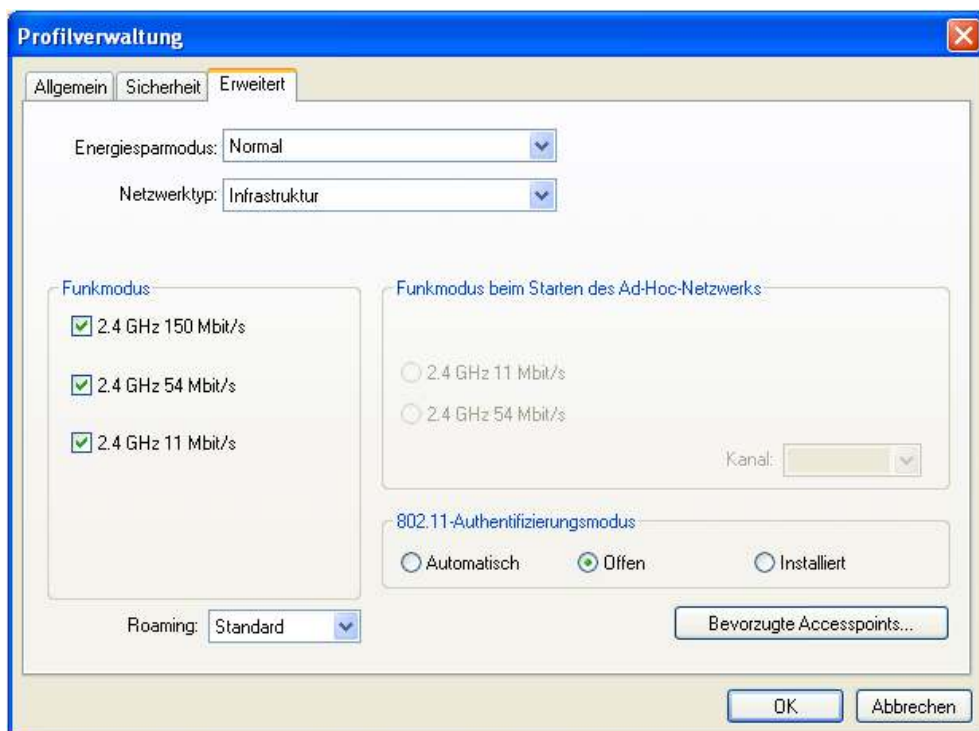 Profilverwaltung
Allgemein Sicherheit Erweitert
Energiesparmodus: Normal
Netzwerktyp: Infrastruktur
Funkmodus
2.4 GHz 150 Mbit/s
2.4 GHz 54 Mbit/s
2.4 GHz 11 Mbit/s
Funkmodus beim Starten des Ad-Hoc-Netzwerks
2.4 GHz 11 Mbit/s
2.4 GHz 54 Mbit/s
Kanal:
802.11-Authentifizierungsmodus
Automatisch Offen Installiert
Roaming: Standard
Bevorzugte Accesspoints...
OK Abbrechen